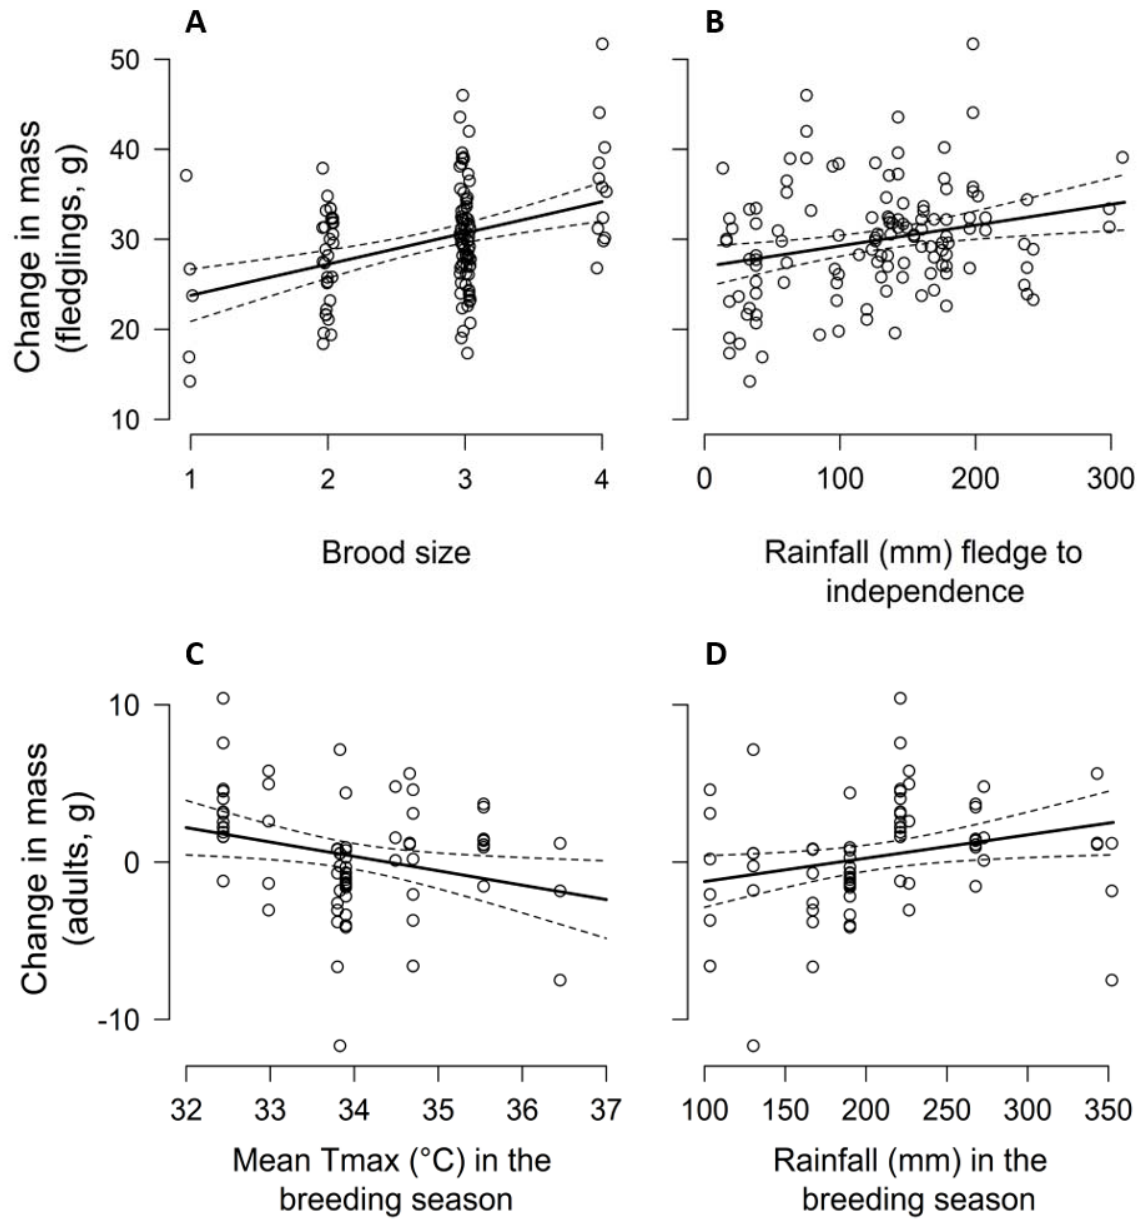 A
B
Change in mass
(fledglings, g)
50
40
30
20
10
1 2 3 4
0 100 200 300
Brood size
Rainfall (mm) fledge to
independence
C
D
Change in mass
(adults, g)
10
0
-10
32 33 34 35 36 37
100 150 200 250 300 350
Mean Tmax (°C) in the
breeding season
Rainfall (mm) in the
breeding season